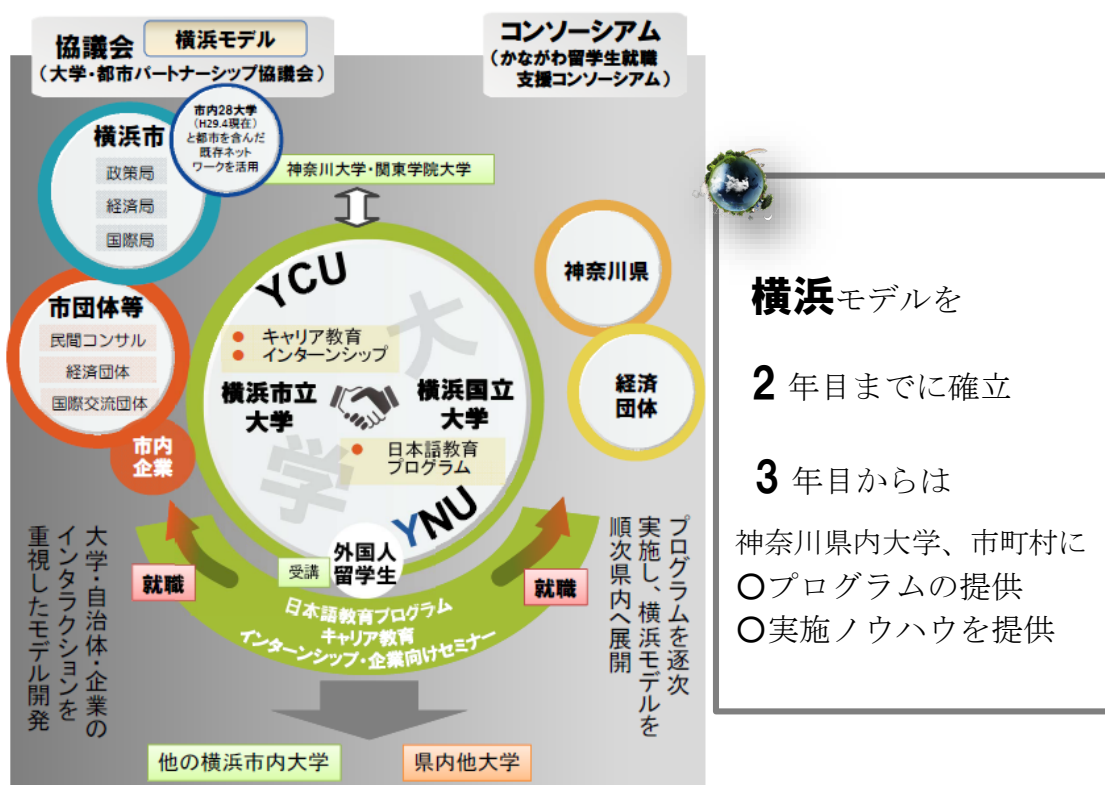 協議会
横浜モデル
(大学・都市パートナーシップ協議会)
コンソーシアム
(かながわ留学生就職
支援コンソーシアム)
市内28大学
(H29.4現在)
と都市を含んだ
既存ネット
ワークを活用
横浜市
政策局
経済局
国際局
神奈川大学・関東学院大学
市団体等
民間コンサル
経済団体
国際交流団体
市内
企業
神奈川県
経済
団体
YCU
大
学
キャリア教育
インターンシップ
横浜市立
大学
横浜国立
大学
日本語教育
プログラム
YNU
外国人
留学生
受講
就職
就職
日本語教育プログラム
キャリア教育
インターンシップ・企業向けセミナー
大学・自治体・企業の
インタラクションを
重視したモデル開発
プログラムを逐次
実施し、横浜モデルを
順次県内へ展開
他の横浜市内大学
県内他大学
横浜モデルを
2 年目までに確立
3 年目からは
神奈川県内大学、市町村に
〇プログラムの提供
〇実施ノウハウを提供